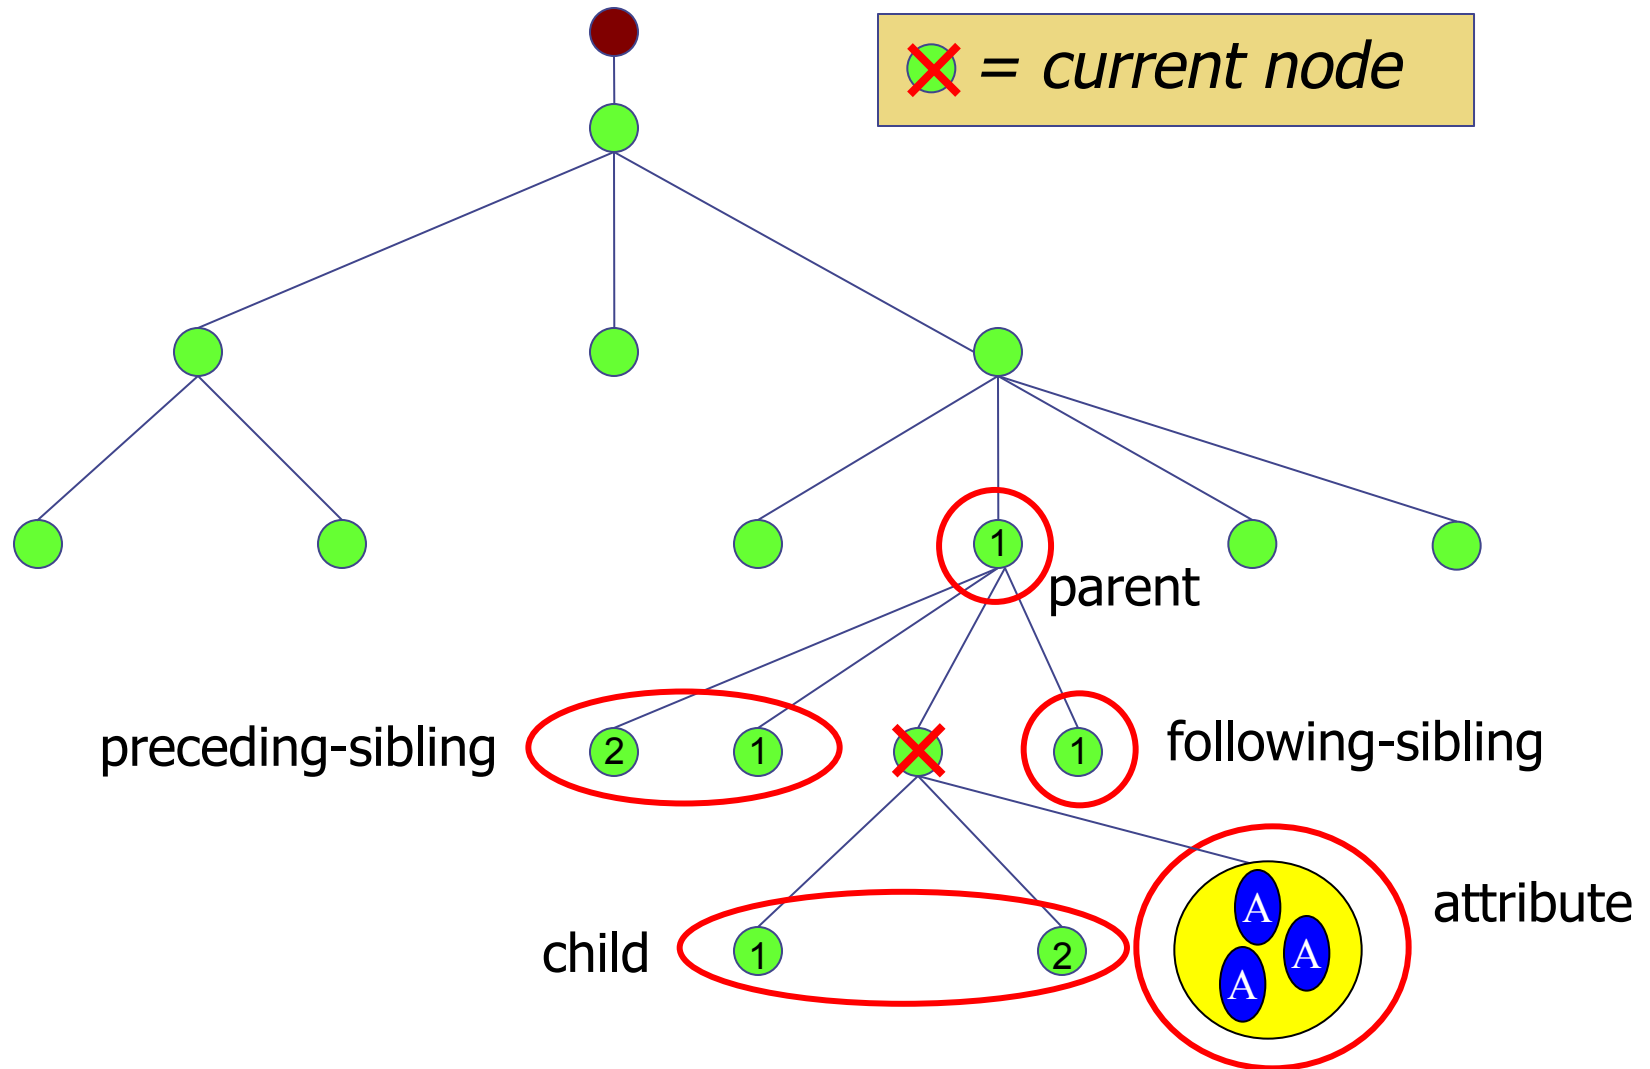 = current node
1
parent
preceding-sibling
2
1
1
following-sibling
child
1
2
A
A
A
attribute